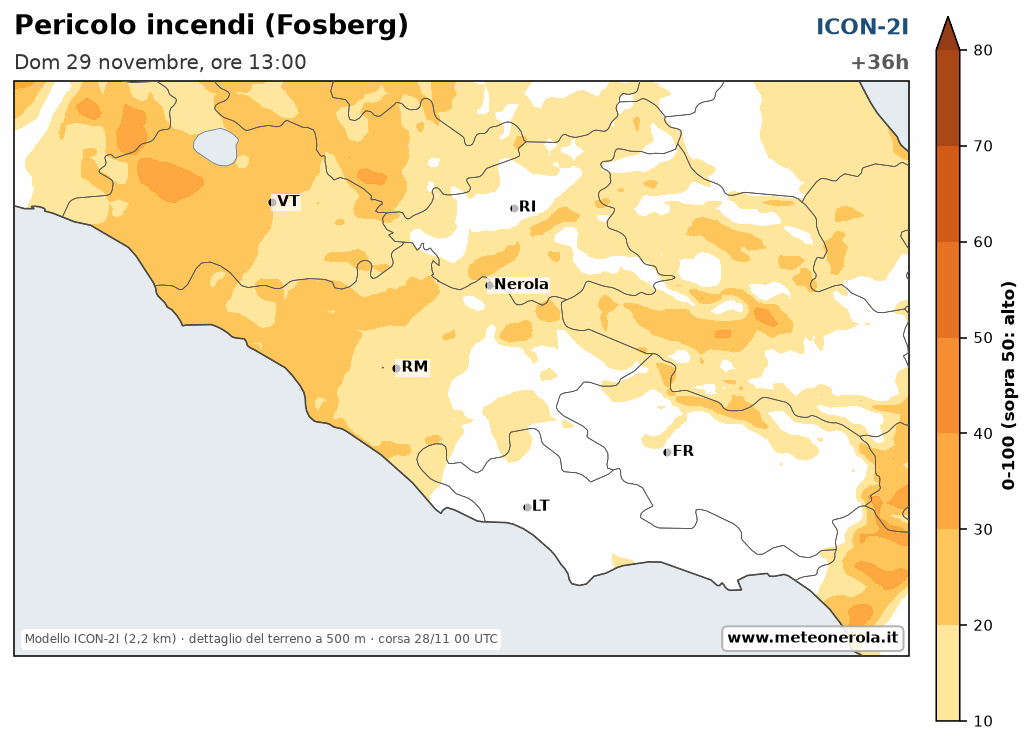 Pericolo incendi (Fosberg)
ICON-2I
Dom 29 novembre, ore 13:00
+36h
80
70
60
50
40
30
20
10
0-100 (sopra 50: alto)
VT
RI
Nerola
RM
FR
LT
Modello ICON-2I (2,2 km) · dettaglio del terreno a 500 m · corsa 28/11 00 UTC
www.meteonerola.it